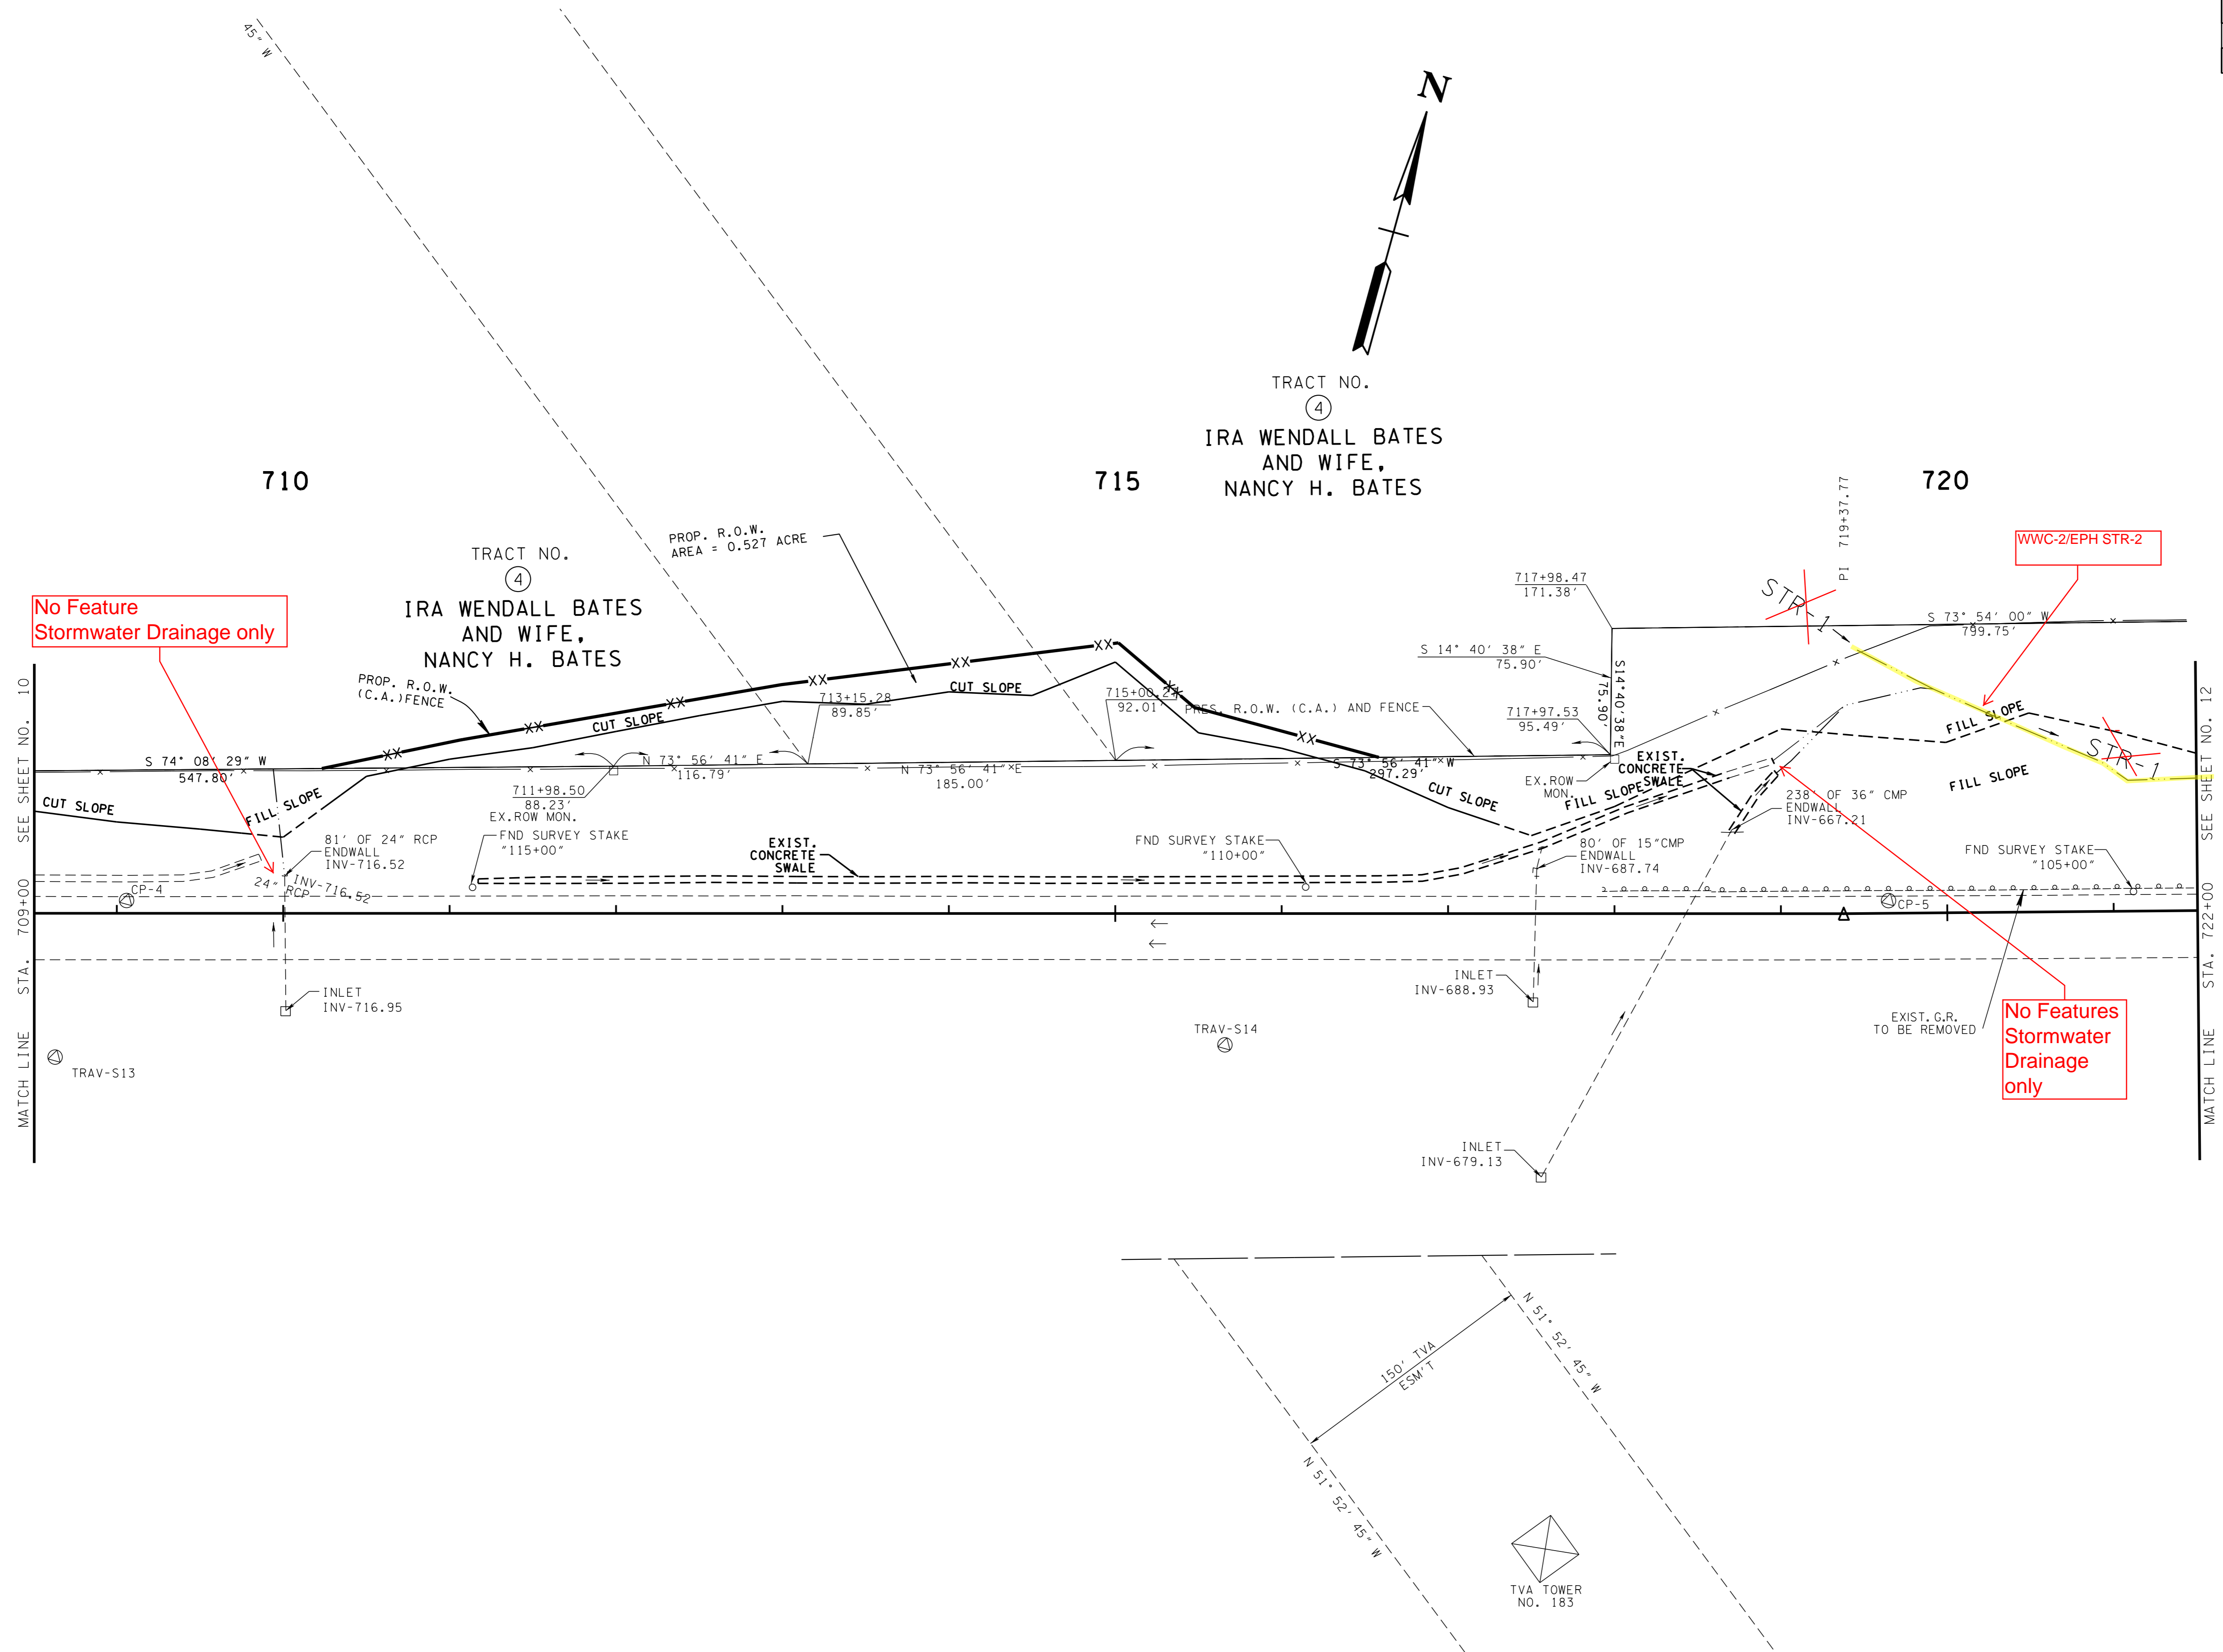 45" W
N
TRACT NO.
4
IRA WENDALL BATES
AND WIFE,
NANCY H. BATES
710
715
720
PI 719+37.77
WWC-2/EPH STR-2
TRACT NO.
4
IRA WENDALL BATES
AND WIFE,
NANCY H. BATES
PROP. R.O.W.
AREA = 0.527 ACRE
No Feature
Stormwater Drainage only
717+98.47
171.38'
STR-1
S 73° 54' 00" W
799.75'
S 14° 40' 38" E
75.90'
S14°40'38"E
75.90'
PROP. R.O.W.
(C.A.)FENCE
XX
XX
XX
XX
XX
XX
XX
XX
CUT SLOPE
CUT SLOPE
713+15.28
89.85'
715+00.27
92.01'
PRES. R.O.W. (C.A.) AND FENCE
717+97.53
95.49'
FILL SLOPE
STR-1
FILL SLOPE
S 74° 08' 29" W
547.80'
N 73° 56' 41" E
116.79'
N 73° 56' 41" E
185.00'
S 73° 56' 41" W
297.29'
EXIST.
CONCRETE
SWALE
EX.ROW
MON.
711+98.50
88.23'
EX.ROW MON.
CUT SLOPE
FILL SLOPE
CUT SLOPE
FILL SLOPE
238' OF 36" CMP
ENDWALL
INV-667.21
81' OF 24" RCP
ENDWALL
INV-716.52
FND SURVEY STAKE
"115+00"
EXIST.
CONCRETE
SWALE
FND SURVEY STAKE
"110+00"
80' OF 15"CMP
ENDWALL
INV-687.74
FND SURVEY STAKE
"105+00"
INV-716.52
24" RCP
CP-4
CP-5
INLET
INV-716.95
INLET
INV-688.93
TRAV-S14
EXIST.G.R.
TO BE REMOVED
No Features
Stormwater
Drainage
only
TRAV-S13
INLET
INV-679.13
MATCH LINE STA. 709+00 SEE SHEET NO. 10
MATCH LINE STA. 722+00 SEE SHEET NO. 12
N 51° 52' 45" W
150' TVA
ESM'T
N 51° 52' 45" W
TVA TOWER
NO. 183